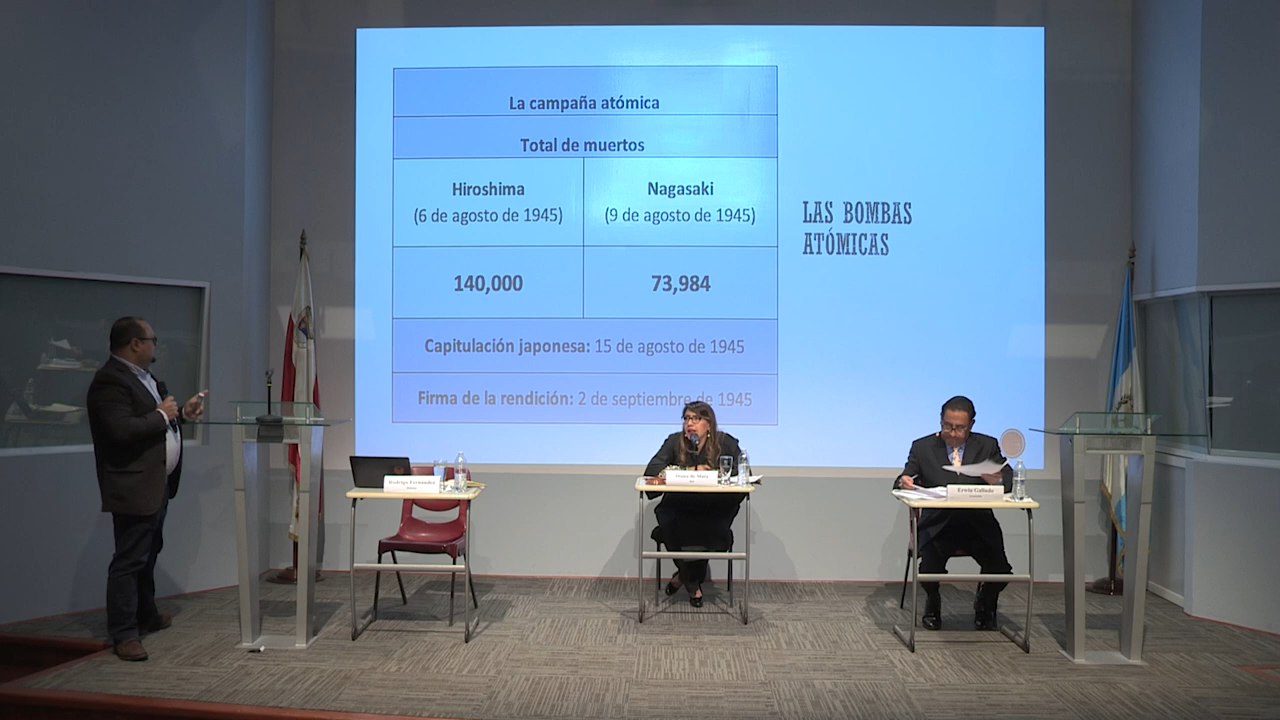 La campaña atómica
Total de muertos
Hiroshima
(6 de agosto de 1945)
Nagasaki
(9 de agosto de 1945)
140,000
73,984
Capitulación japonesa: 15 de agosto de 1945
Firma de la rendición: 2 de septiembre de 1945
LAS BOMBAS
ATÓMICAS
Rodrigo Fernández